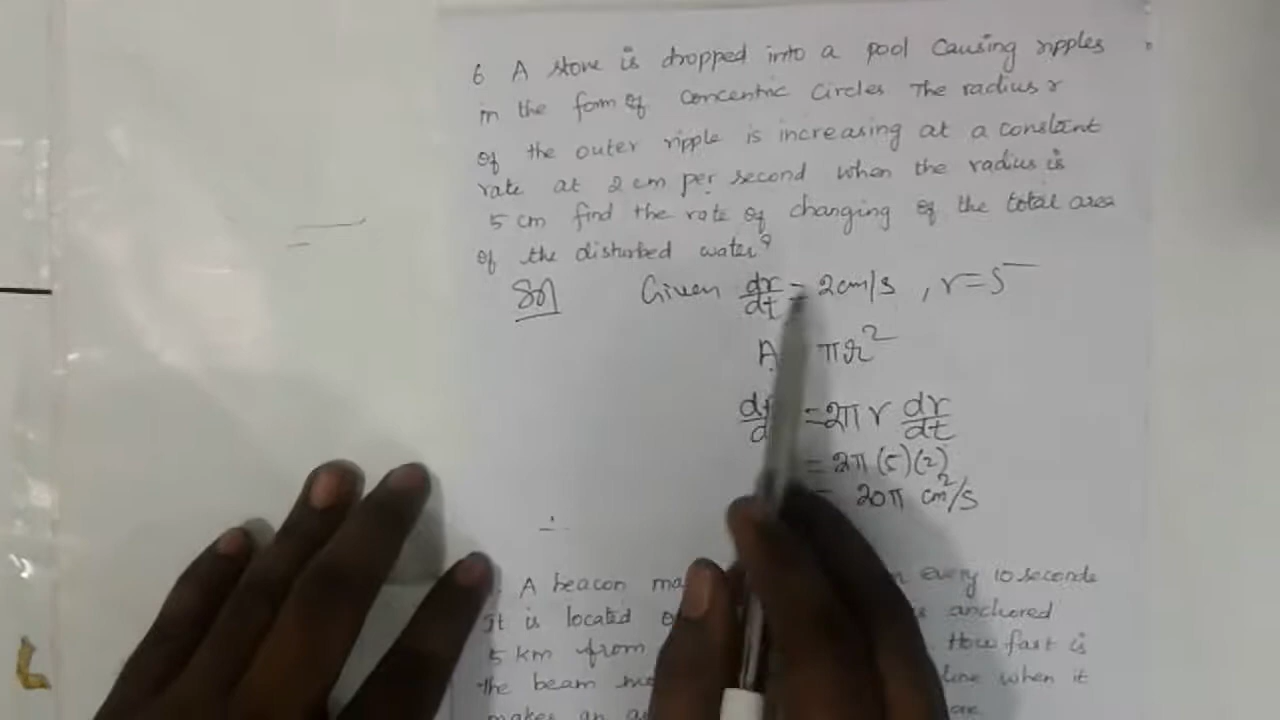 6 A stone is dropped into a pool causing ripples
in the form of concentric circles The radius r
of the outer ripple is increasing at a constant
rate at 2 cm per second when the radius is
5 cm find the rate of changing of the total area
of the disturbed water?
Sol Given dr/dt = 2cm/s, r=5
A πr²
= 2πr dr/dt
= 2π(5)(2)
= 20π cm²/s
A beacon every 10 seconds
It is located anchored
5 km from How fast is
the beam line when it
makes an